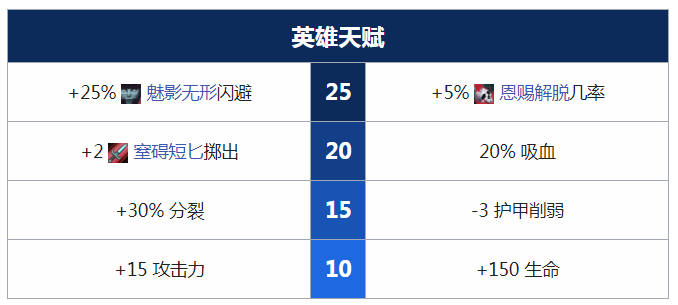 英雄天赋
+25% 魅影无形闪避 25 +5% 恩赐解脱几率
+2 窒碍短匕掷出 20 20% 吸血
+30% 分裂 15 -3 护甲削弱
+15 攻击力 10 +150 生命